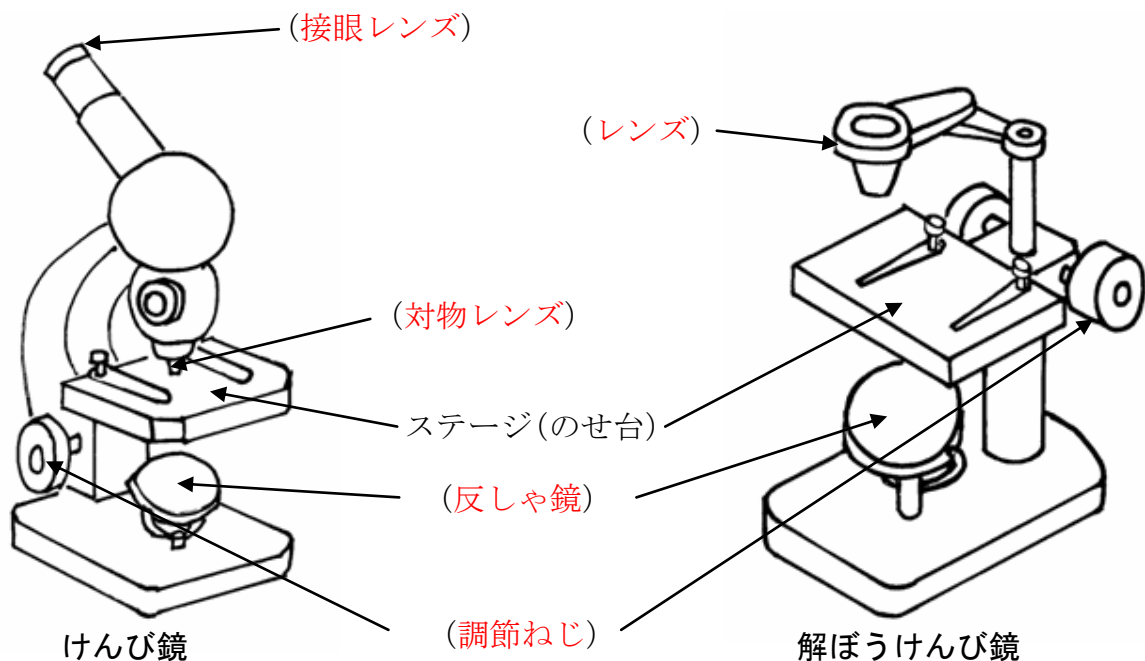 (接眼レンズ)
(レンズ)
(対物レンズ)
ステージ(のせ台)
(反しゃ鏡)
(調節ねじ)
けんび鏡
解ぼうけんび鏡